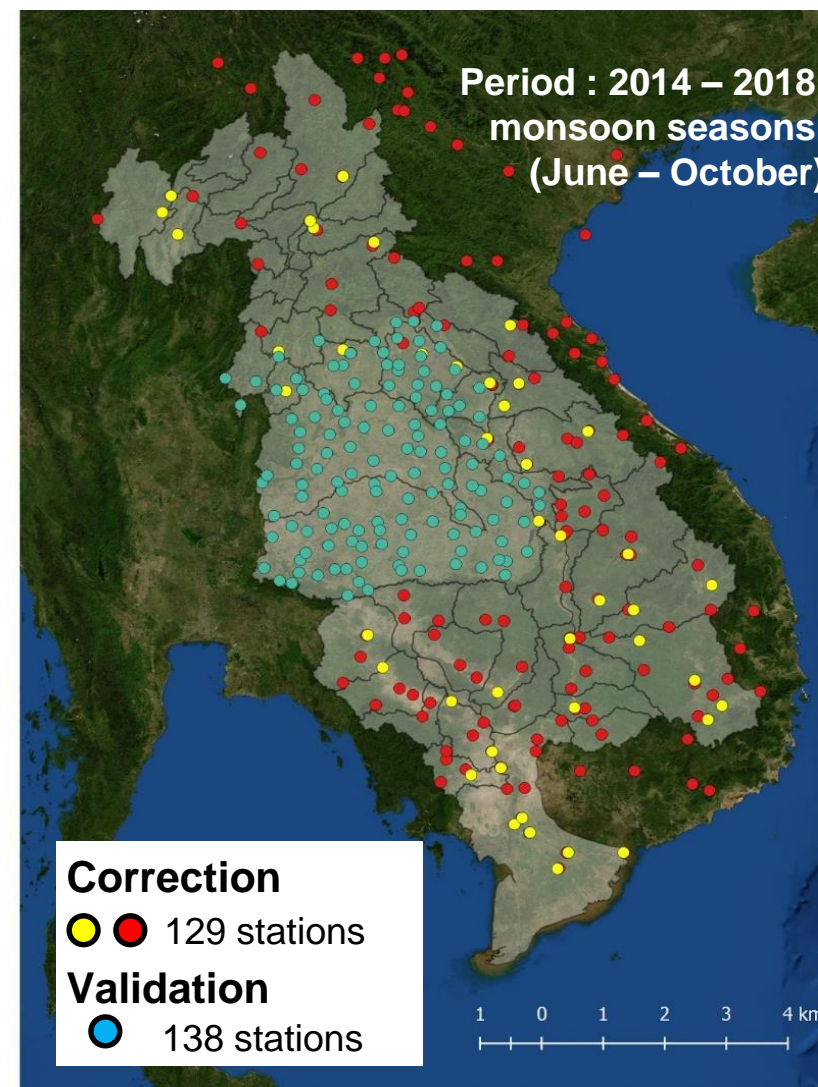 Period : 2014 – 2018
monsoon seasons
(June – October)
Correction
129 stations
Validation
138 stations
1 0 1 2 3 4 km